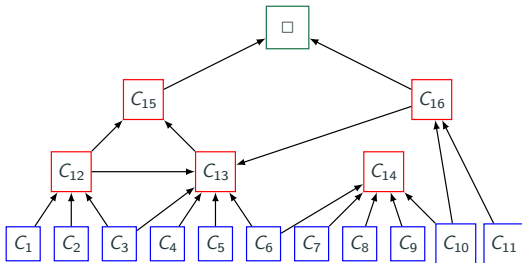 □
C₁₅ C₁₆
C₁₂ C₁₃ C₁₄
C₁ C₂ C₃ C₄ C₅ C₆ C₇ C₈ C₉ C₁₀ C₁₁